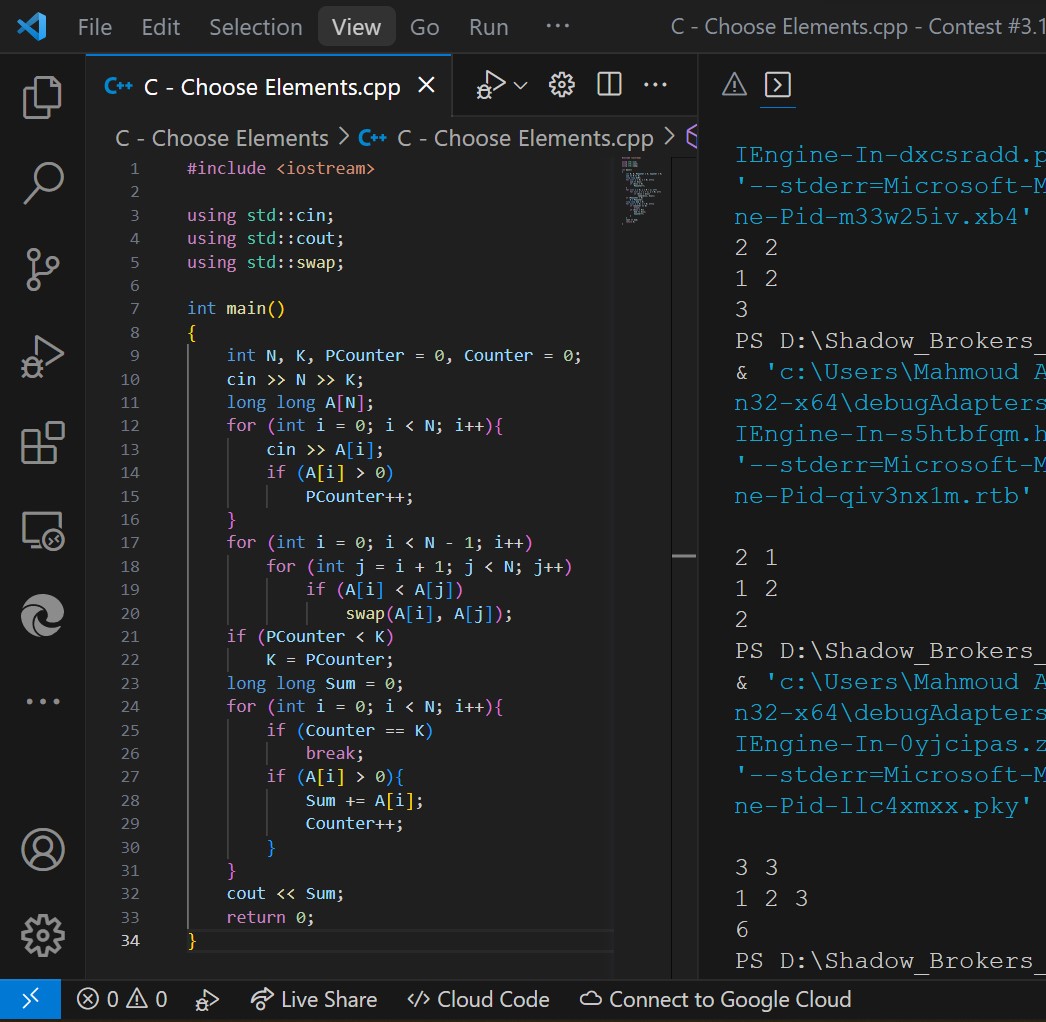 File Edit Selection View Go Run ··· C - Choose Elements.cpp - Contest #3.1
C++ C - Choose Elements.cpp ×
C - Choose Elements > C++ C - Choose Elements.cpp >
1 #include <iostream>
2
3 using std::cin;
4 using std::cout;
5 using std::swap;
6
7 int main()
8 {
9 int N, K, PCounter = 0, Counter = 0;
10 cin >> N >> K;
11 long long A[N];
12 for (int i = 0; i < N; i++){
13 cin >> A[i];
14 if (A[i] > 0)
15 PCounter++;
16 }
17 for (int i = 0; i < N - 1; i++)
18 for (int j = i + 1; j < N; j++)
19 if (A[i] < A[j])
20 swap(A[i], A[j]);
21 if (PCounter < K)
22 K = PCounter;
23 long long Sum = 0;
24 for (int i = 0; i < N; i++){
25 if (Counter == K)
26 break;
27 if (A[i] > 0){
28 Sum += A[i];
29 Counter++;
30 }
31 }
32 cout << Sum;
33 return 0;
34 }
IEngine-In-dxcsradd.p
'--stderr=Microsoft-M
ne-Pid-m33w25iv.xb4'
2 2
1 2
3
PS D:\Shadow_Brokers_
& 'c:\Users\Mahmoud A
n32-x64\debugAdapters
IEngine-In-s5htbfqm.h
'--stderr=Microsoft-M
ne-Pid-qiv3nx1m.rtb'
2 1
1 2
2
PS D:\Shadow_Brokers_
& 'c:\Users\Mahmoud A
n32-x64\debugAdapters
IEngine-In-0yjcipas.z
'--stderr=Microsoft-M
ne-Pid-llc4xmxx.pky'
3 3
1 2 3
6
PS D:\Shadow_Brokers_
0 0 Live Share Cloud Code Connect to Google Cloud